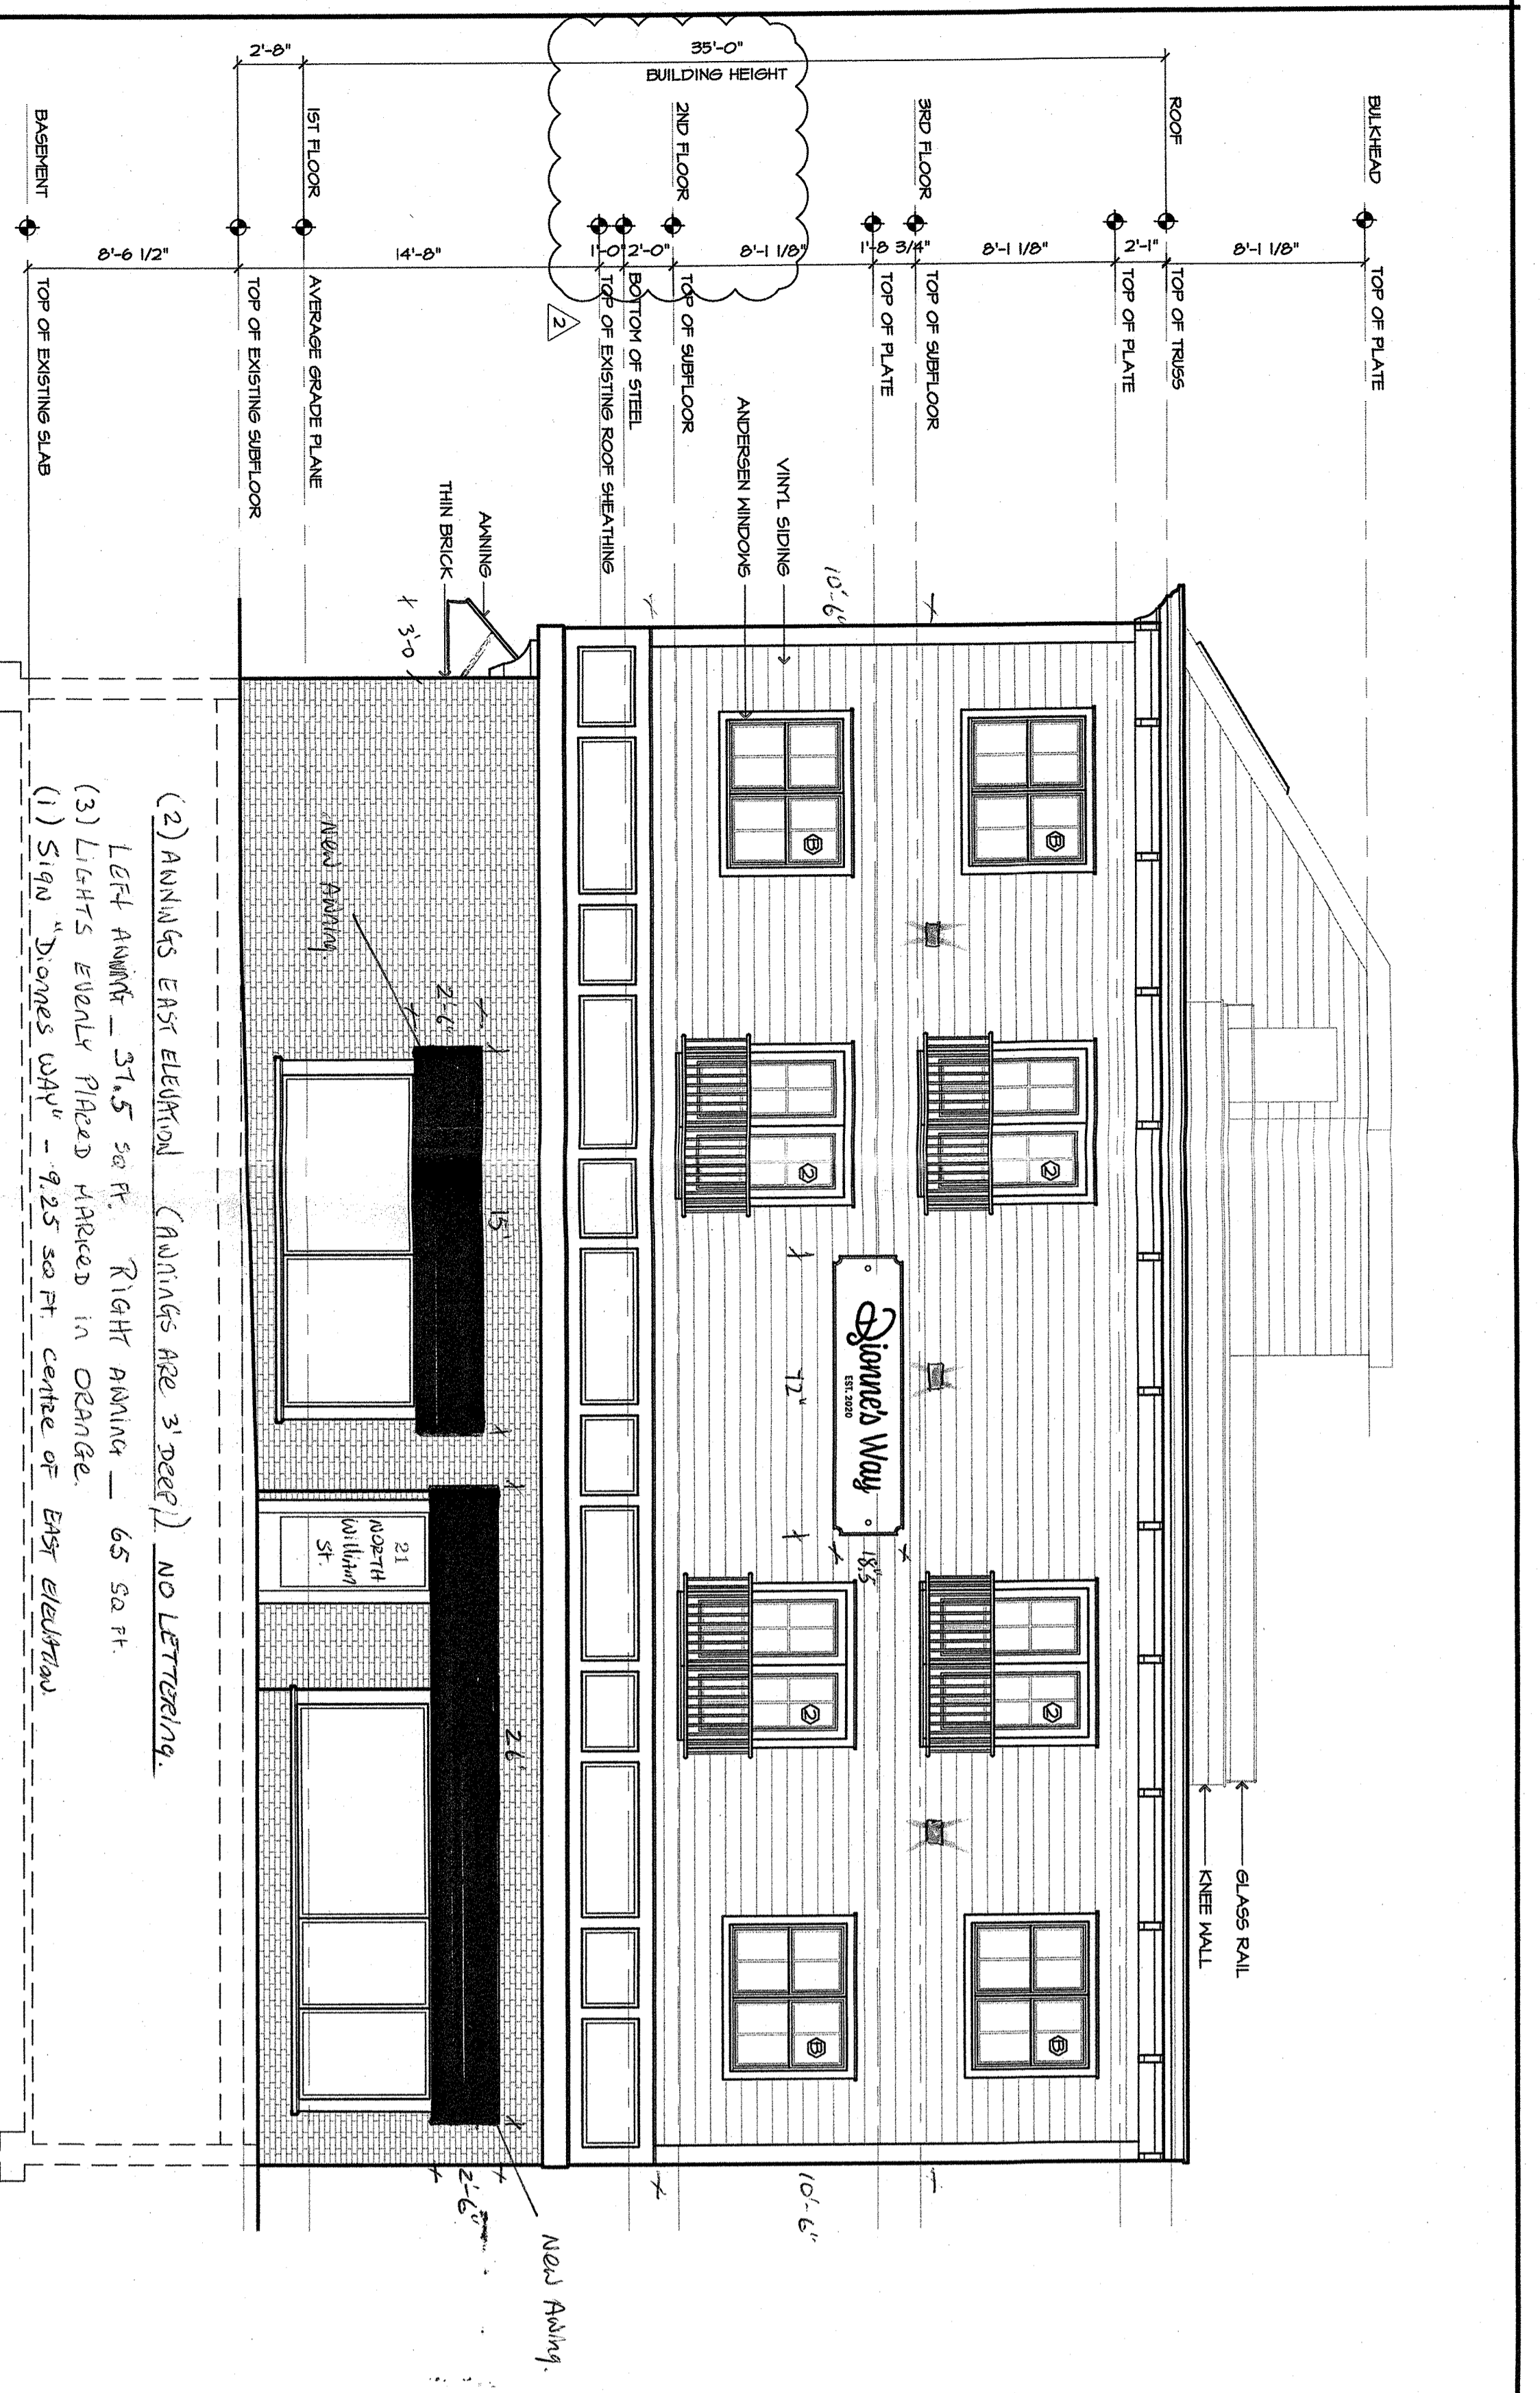 BULKHEAD
TOP OF PLATE
8'-1 1/8"
ROOF
TOP OF TRUSS
2'-1"
TOP OF PLATE
8'-1 1/8"
3RD FLOOR
TOP OF SUBFLOOR
1'-8 3/4"
TOP OF PLATE
8'-1 1/8"
35'-0"
BUILDING HEIGHT
2ND FLOOR
TOP OF SUBFLOOR
2'-0"
BOTTOM OF STEEL
1'-0"
TOP OF EXISTING ROOF SHEATHING
2
14'-8"
1ST FLOOR
AVERAGE GRADE PLANE
2'-8"
TOP OF EXISTING SUBFLOOR
8'-6 1/2"
BASEMENT
TOP OF EXISTING SLAB
GLASS RAIL
KNEE WALL
VINYL SIDING
ANDERSEN WINDOWS
AWNING
THIN BRICK
10'-6"
3'-0
B
2
2
B
Dionne's Way
EST. 2020
18.5
72"
B
2
2
B
10'-6"
15'
26'
2'-6"
2'-6"
New Awning.
New Awning.
21
NORTH
William
St.
(2) AWNINGS EAST ELEVATION (AWNINGS ARE 3' DEEP) NO LETTERING.
LEFT AWNING _ 37.5 SQ FT. RIGHT AWNING _ 65 SQ FT.
(3) LIGHTS EVENLY PLACED MARKED in ORANGE.
(1) SIGN "Dionnes WAY" - 9.25 SQ FT. centre OF EAST ELEVATION.